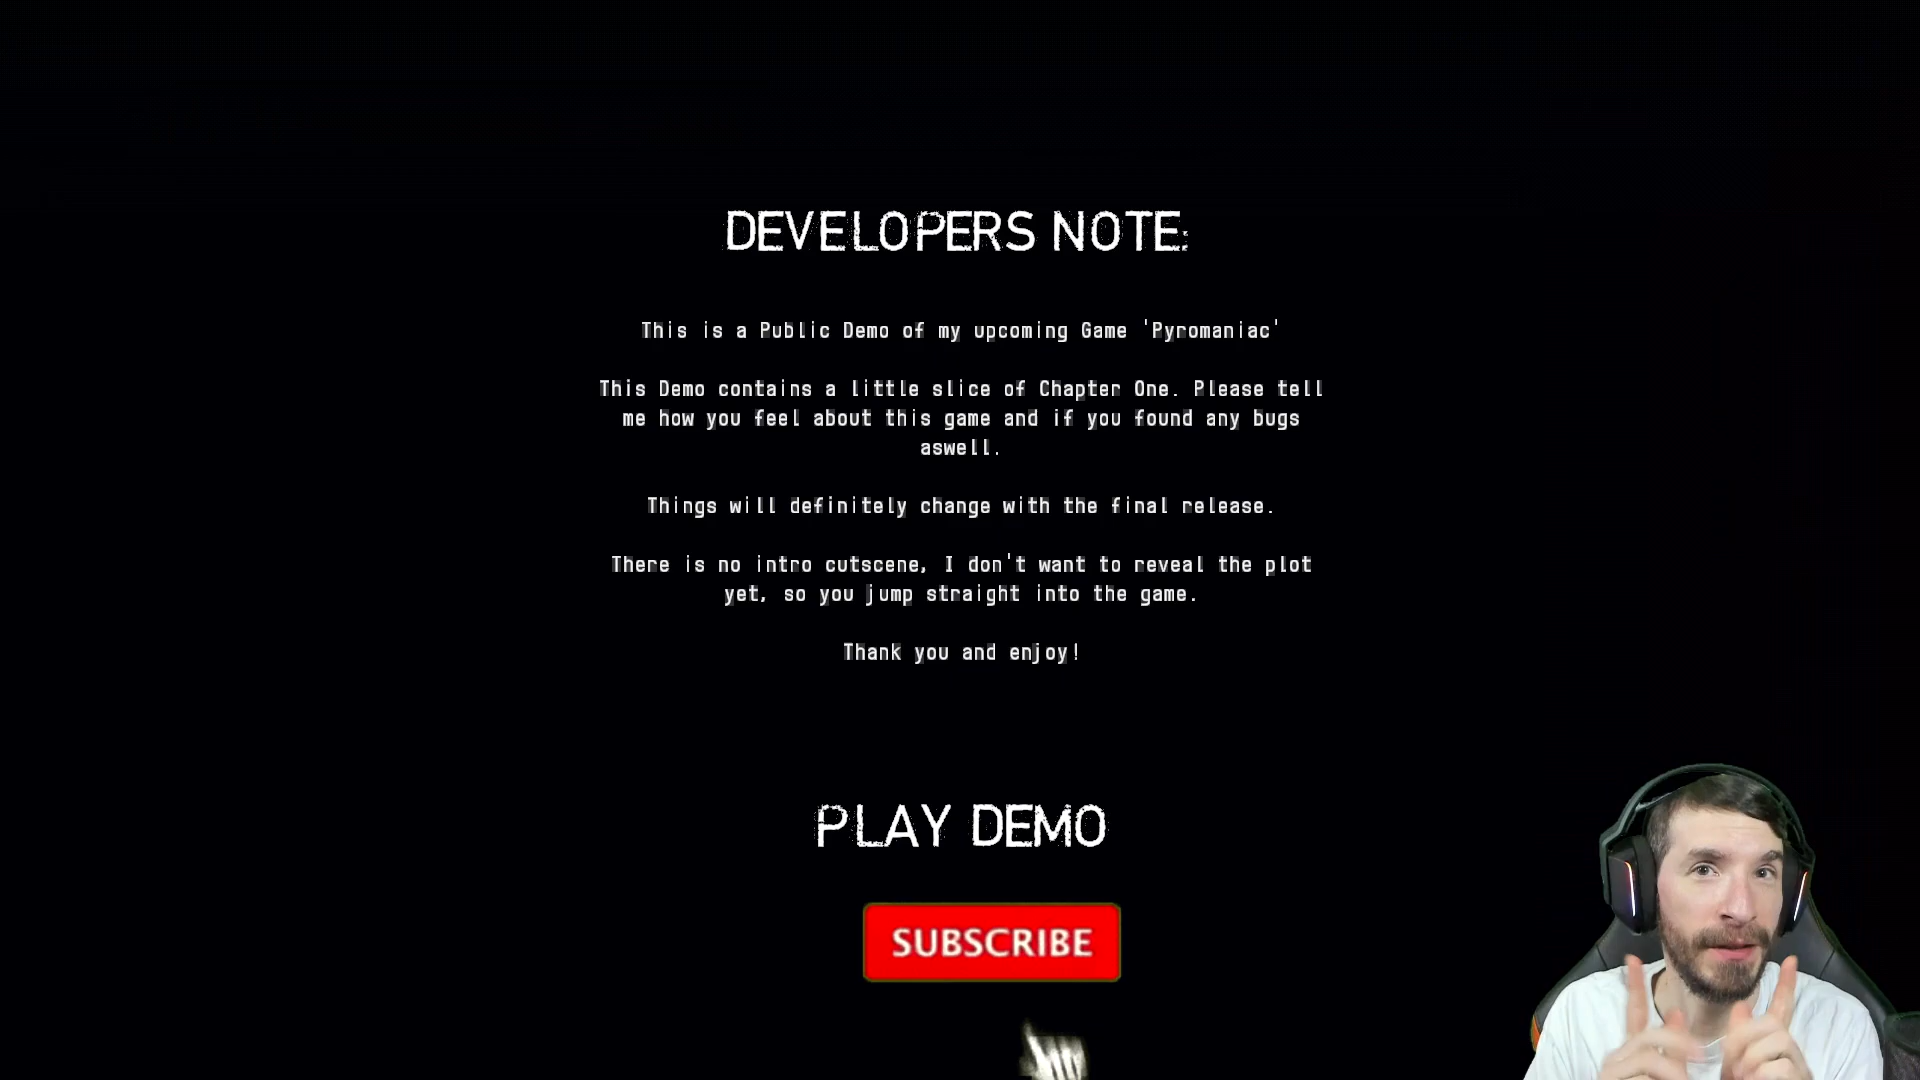 DEVELOPERS NOTE:
This is a Public Demo of my upcoming Game 'Pyromaniac'
This Demo contains a little slice of Chapter One. Please tell
me how you feel about this game and if you found any bugs
aswell.
Things will definitely change with the final release.
There is no intro cutscene, I don't want to reveal the plot
yet, so you jump straight into the game.
Thank you and enjoy!
PLAY DEMO
SUBSCRIBE